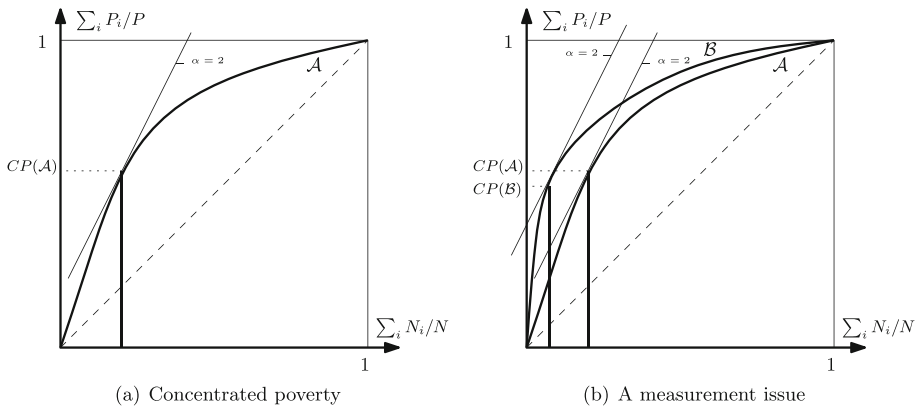 ∑ᵢ Pᵢ/P
1
α = 2
𝒜
CP(𝒜)
∑ᵢ Nᵢ/N
1
(a) Concentrated poverty
∑ᵢ Pᵢ/P
1
α = 2
ℬ
α = 2
𝒜
CP(𝒜)
CP(ℬ)
∑ᵢ Nᵢ/N
1
(b) A measurement issue